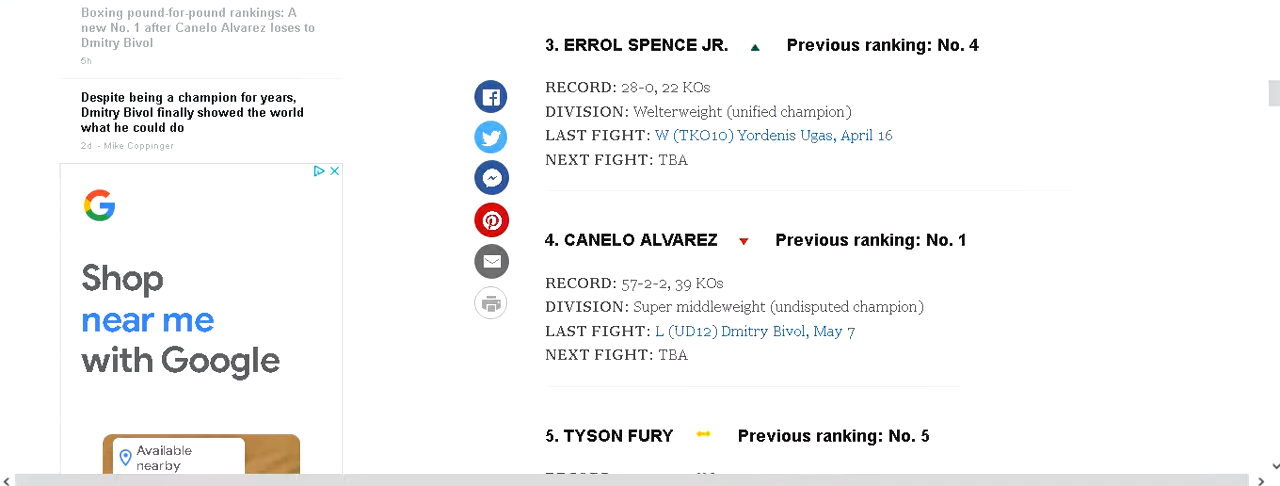 Boxing pound-for-pound rankings: A
new No. 1 after Canelo Alvarez loses to
Dmitry Bivol
5h
Despite being a champion for years,
Dmitry Bivol finally showed the world
what he could do
2d - Mike Coppinger
Shop
near me
with Google
Available
nearby
3. ERROL SPENCE JR. Previous ranking: No. 4
RECORD: 28-0, 22 KOs
DIVISION: Welterweight (unified champion)
LAST FIGHT: W (TKO10) Yordenis Ugas, April 16
NEXT FIGHT: TBA
4. CANELO ALVAREZ Previous ranking: No. 1
RECORD: 57-2-2, 39 KOs
DIVISION: Super middleweight (undisputed champion)
LAST FIGHT: L (UD12) Dmitry Bivol, May 7
NEXT FIGHT: TBA
5. TYSON FURY Previous ranking: No. 5